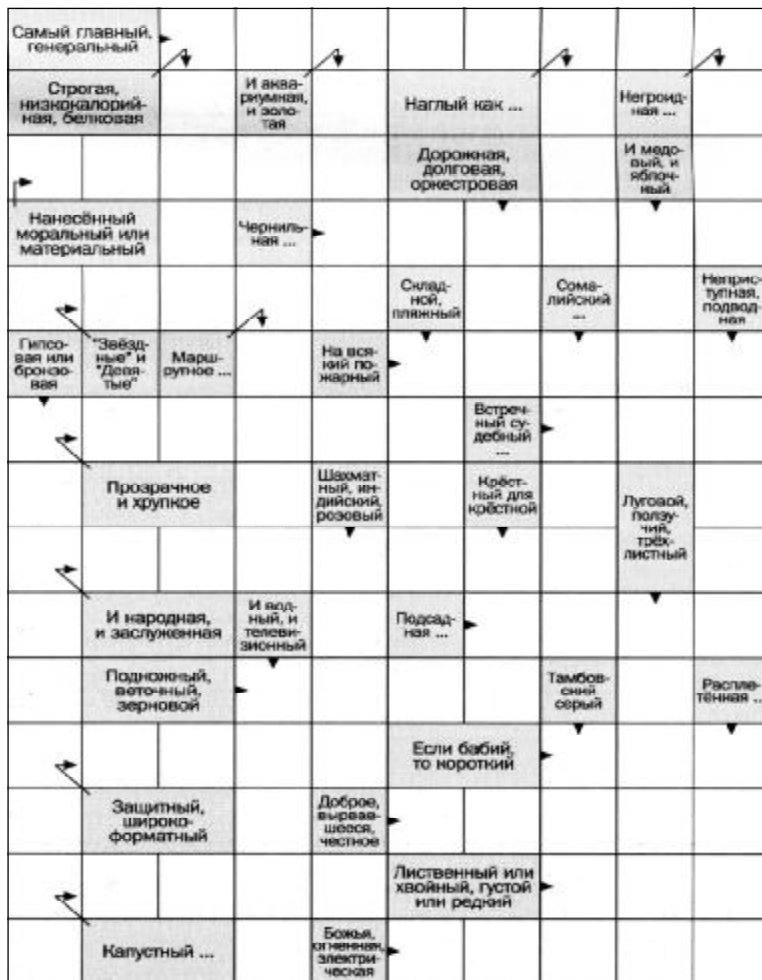 Самый главный,
генеральный
Строгая,
низкокалорий-
ная, белковая
И аква-
риумная,
и золо-
тая
Наглый как ...
Негроид-
ная ...
Дорожная,
долговая,
оркестровая
И медо-
вый, и
яблоч-
ный
Нанесённый
моральный или
материальный
Черниль-
ная ...
Склад-
ной,
пляжный
Сома-
лийский
...
Неприс-
тупная,
подвод-
ная
Гипсо-
вая или
бронзо-
вая
"Звёзд-
ные" и
"Девя-
тые"
Марш-
рутное ...
На вся-
кий по-
жарный
Встреч-
ный су-
дебный
...
Прозрачное
и хрупкое
Шахмат-
ный, ин-
дийский,
розовый
Крёст-
ный для
крёстной
Луговой,
ползу-
чий,
трёх-
листный
И народная,
и заслуженная
И вод-
ный, и
телеви-
зионный
Подсад-
ная ...
Подножный,
веточный,
зерновой
Тамбов-
ский
серый
Распле-
тённая ...
Если бабий,
то короткий
Защитный,
широко-
форматный
Доброе,
вырвав-
шееся,
честное
Лиственный или
хвойный, густой
или редкий
Капустный ...
Божья,
огненная,
электри-
ческая